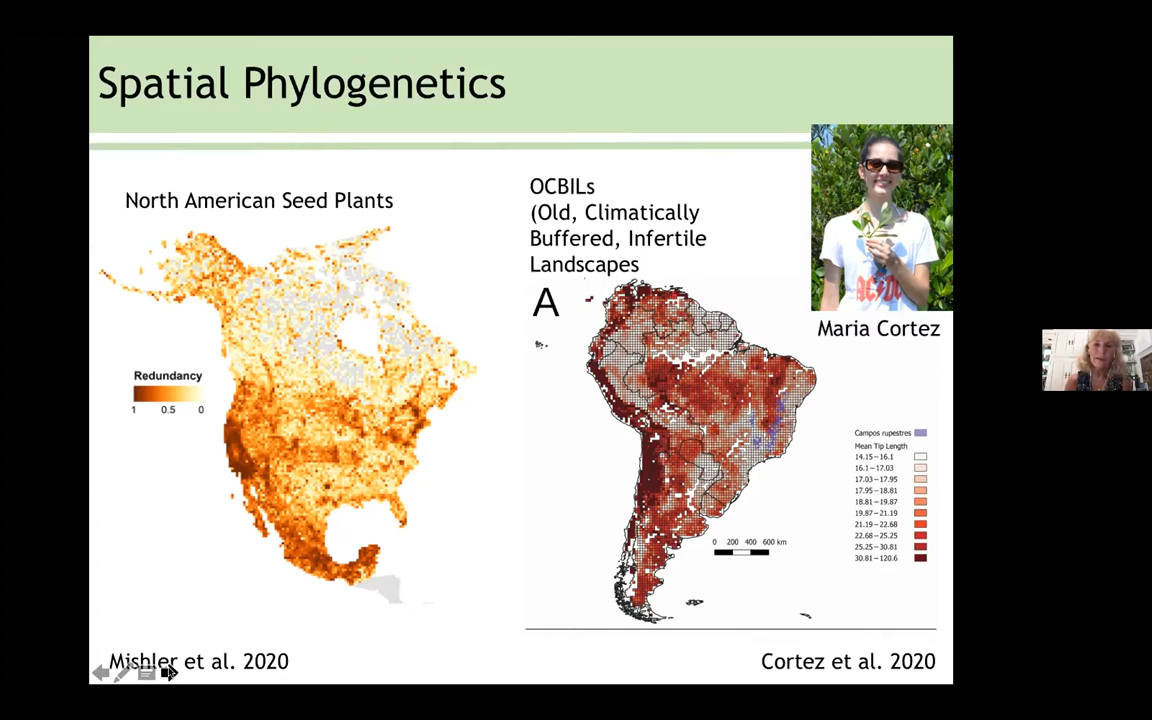 Spatial Phylogenetics
North American Seed Plants
Redundancy
1 0.5 0
Mishler et al. 2020
OCBILs
(Old, Climatically
Buffered, Infertile
Landscapes
A
AC/DC
Maria Cortez
Campos rupestres
Mean Tip Length
14.15–16.1
16.1–17.03
17.03–17.95
17.95–18.81
18.81–19.87
19.87–21.19
21.19–22.68
22.68–25.25
25.25–30.81
30.81–120.6
0 200 400 600 km
Cortez et al. 2020